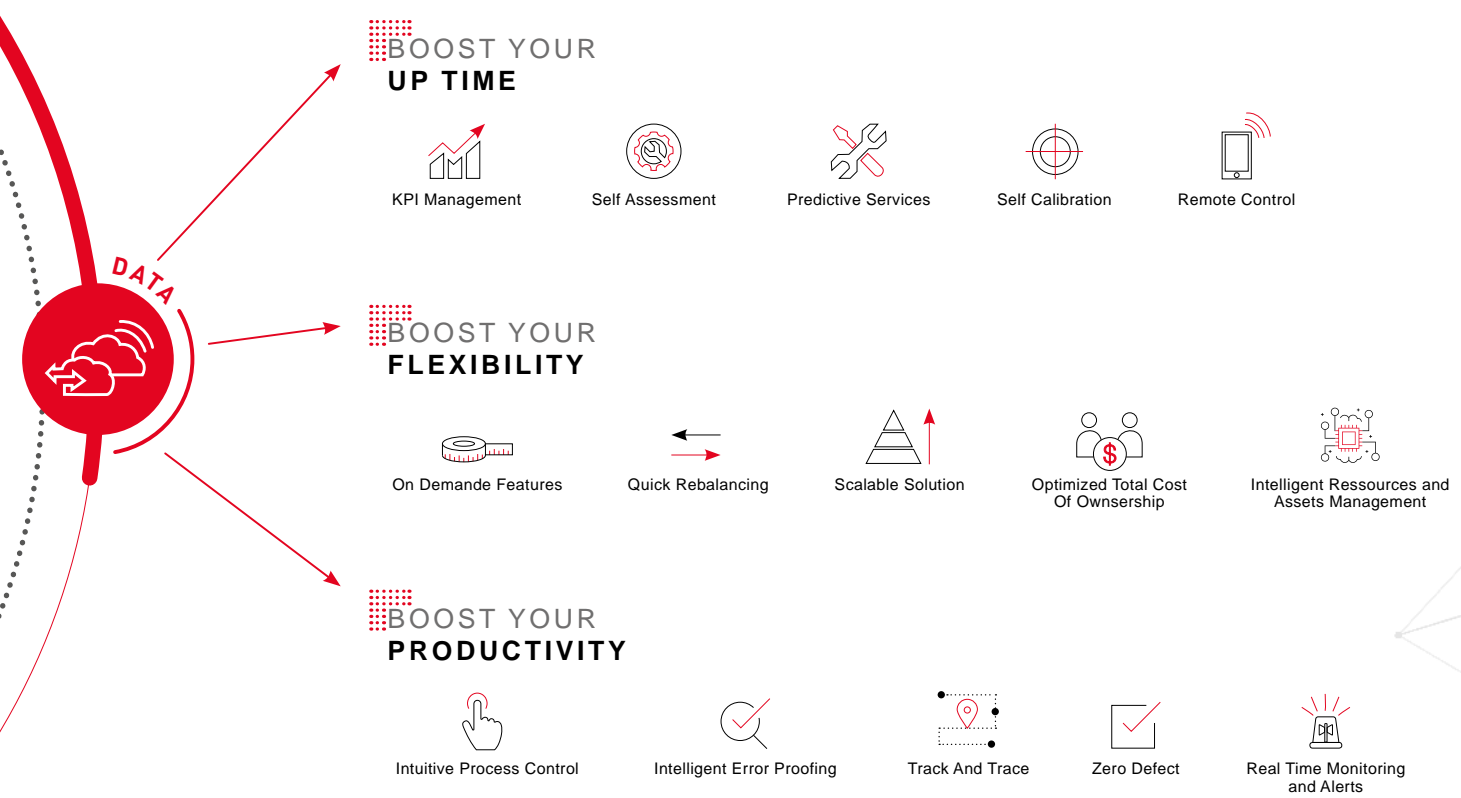 DATA
BOOST YOUR
UP TIME
KPI Management
Self Assessment
Predictive Services
Self Calibration
Remote Control
BOOST YOUR
FLEXIBILITY
On Demande Features
Quick Rebalancing
Scalable Solution
Optimized Total Cost
Of Ownsership
Intelligent Ressources and
Assets Management
$
BOOST YOUR
PRODUCTIVITY
Intuitive Process Control
Intelligent Error Proofing
Track And Trace
Zero Defect
Real Time Monitoring
and Alerts